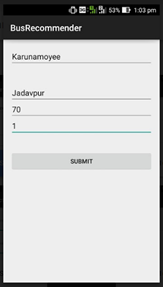 53% 1:03 pm
BusRecommender
Karunamoyee
Jadavpur
70
1
SUBMIT